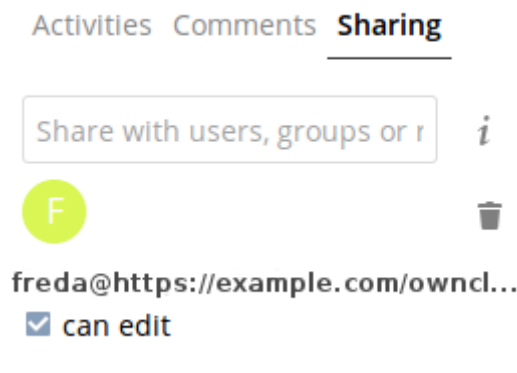 Activities Comments Sharing
Share with users, groups or r
i
F
freda@https://example.com/owncl...
can edit